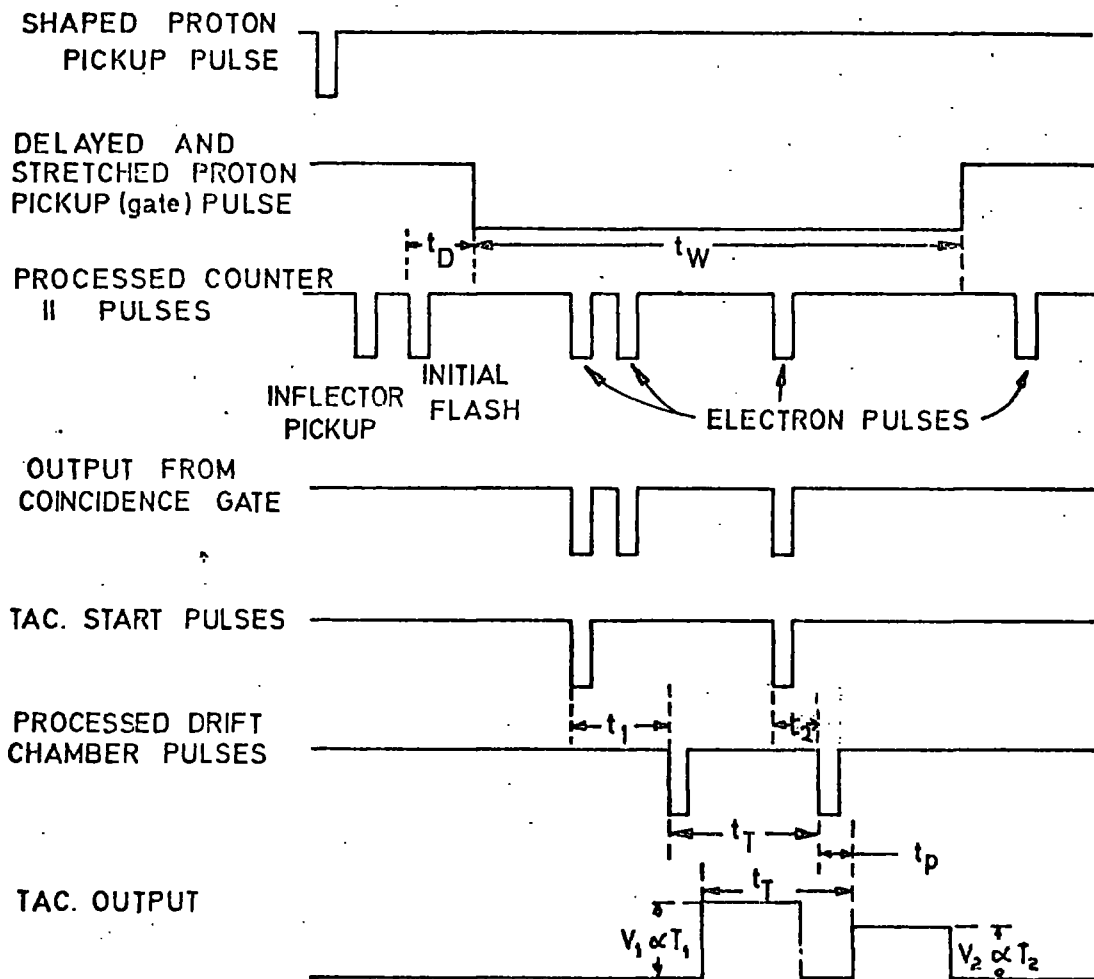 SHAPED PROTON
PICKUP PULSE
DELAYED AND
STRETCHED PROTON
PICKUP (gate) PULSE
t_D
t_W
PROCESSED COUNTER
II PULSES
INFLECTOR
PICKUP
INITIAL
FLASH
ELECTRON PULSES
OUTPUT FROM
COINCIDENCE GATE
TAC. START PULSES
t_1
t_2
PROCESSED DRIFT
CHAMBER PULSES
t_T
t_p
t_T
TAC. OUTPUT
V_1 ∝ T_1
V_2 ∝ T_2